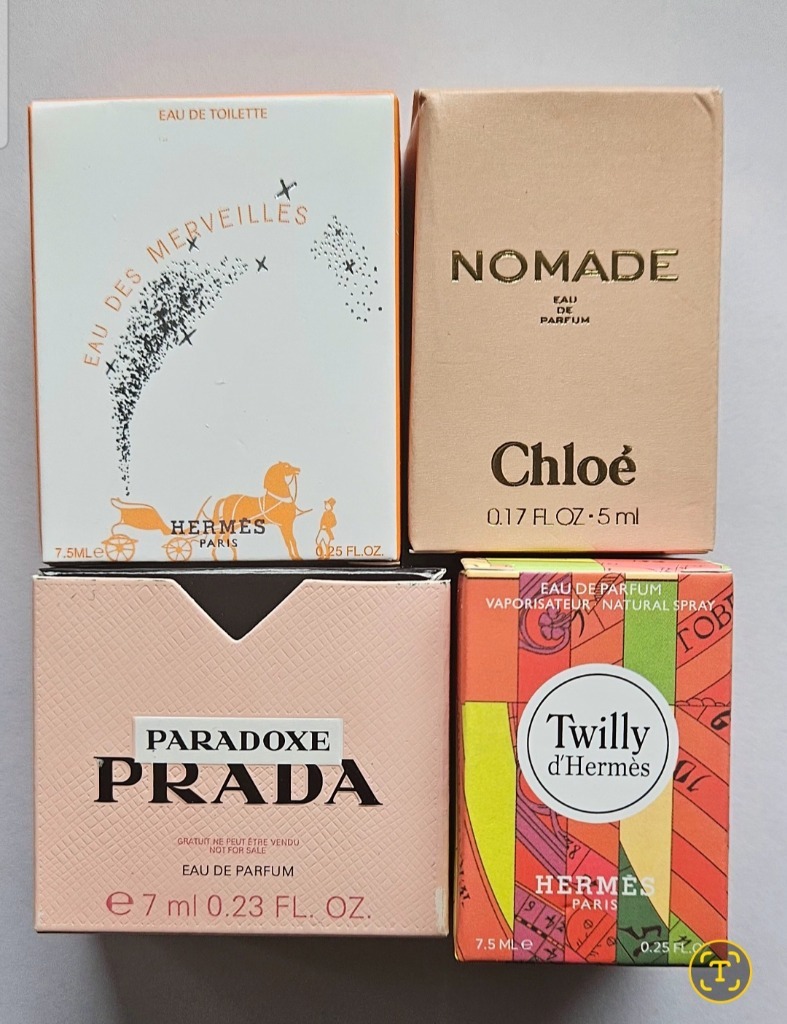 EAU DE TOILETTE
EAU DES MERVEILLES
HERMÈS
PARIS
7.5MLe
0.25 FL.OZ.
NOMADE
EAU
DE
PARFUM
Chloé
0.17 FL OZ · 5 ml
PARADOXE
PRADA
GRATUIT NE PEUT ÊTRE VENDU
NOT FOR SALE
EAU DE PARFUM
e 7 ml 0.23 FL. OZ.
EAU DE PARFUM
VAPORISATEUR NATURAL SPRAY
Twilly
d'Hermès
HERMÈS
PARIS
7.5 MLe
0.25 FL.O
T